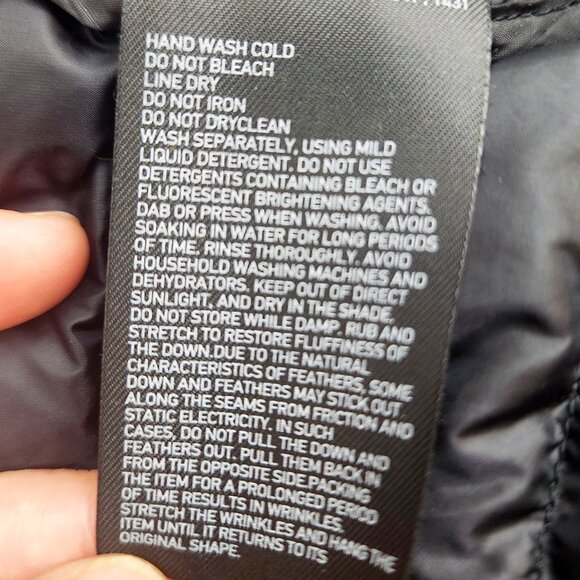 1431
HAND WASH COLD
DO NOT BLEACH
LINE DRY
DO NOT IRON
DO NOT DRYCLEAN
WASH SEPARATELY, USING MILD
LIQUID DETERGENT. DO NOT USE
DETERGENTS CONTAINING BLEACH OR
FLUORESCENT BRIGHTENING AGENTS.
DAB OR PRESS WHEN WASHING. AVOID
SOAKING IN WATER FOR LONG PERIODS
OF TIME. RINSE THOROUGHLY. AVOID
HOUSEHOLD WASHING MACHINES AND
DEHYDRATORS. KEEP OUT OF DIRECT
SUNLIGHT, AND DRY IN THE SHADE.
DO NOT STORE WHILE DAMP. RUB AND
STRETCH TO RESTORE FLUFFINESS OF
THE DOWN.DUE TO THE NATURAL
CHARACTERISTICS OF FEATHERS, SOME
DOWN AND FEATHERS MAY STICK OUT
ALONG THE SEAMS FROM FRICTION AND
STATIC ELECTRICITY. IN SUCH
CASES, DO NOT PULL THE DOWN AND
FEATHERS OUT. PULL THEM BACK IN
FROM THE OPPOSITE SIDE.PACKING
THE ITEM FOR A PROLONGED PERIOD
OF TIME RESULTS IN WRINKLES.
STRETCH THE WRINKLES AND HANG THE
ITEM UNTIL IT RETURNS TO ITS
ORIGINAL SHAPE.